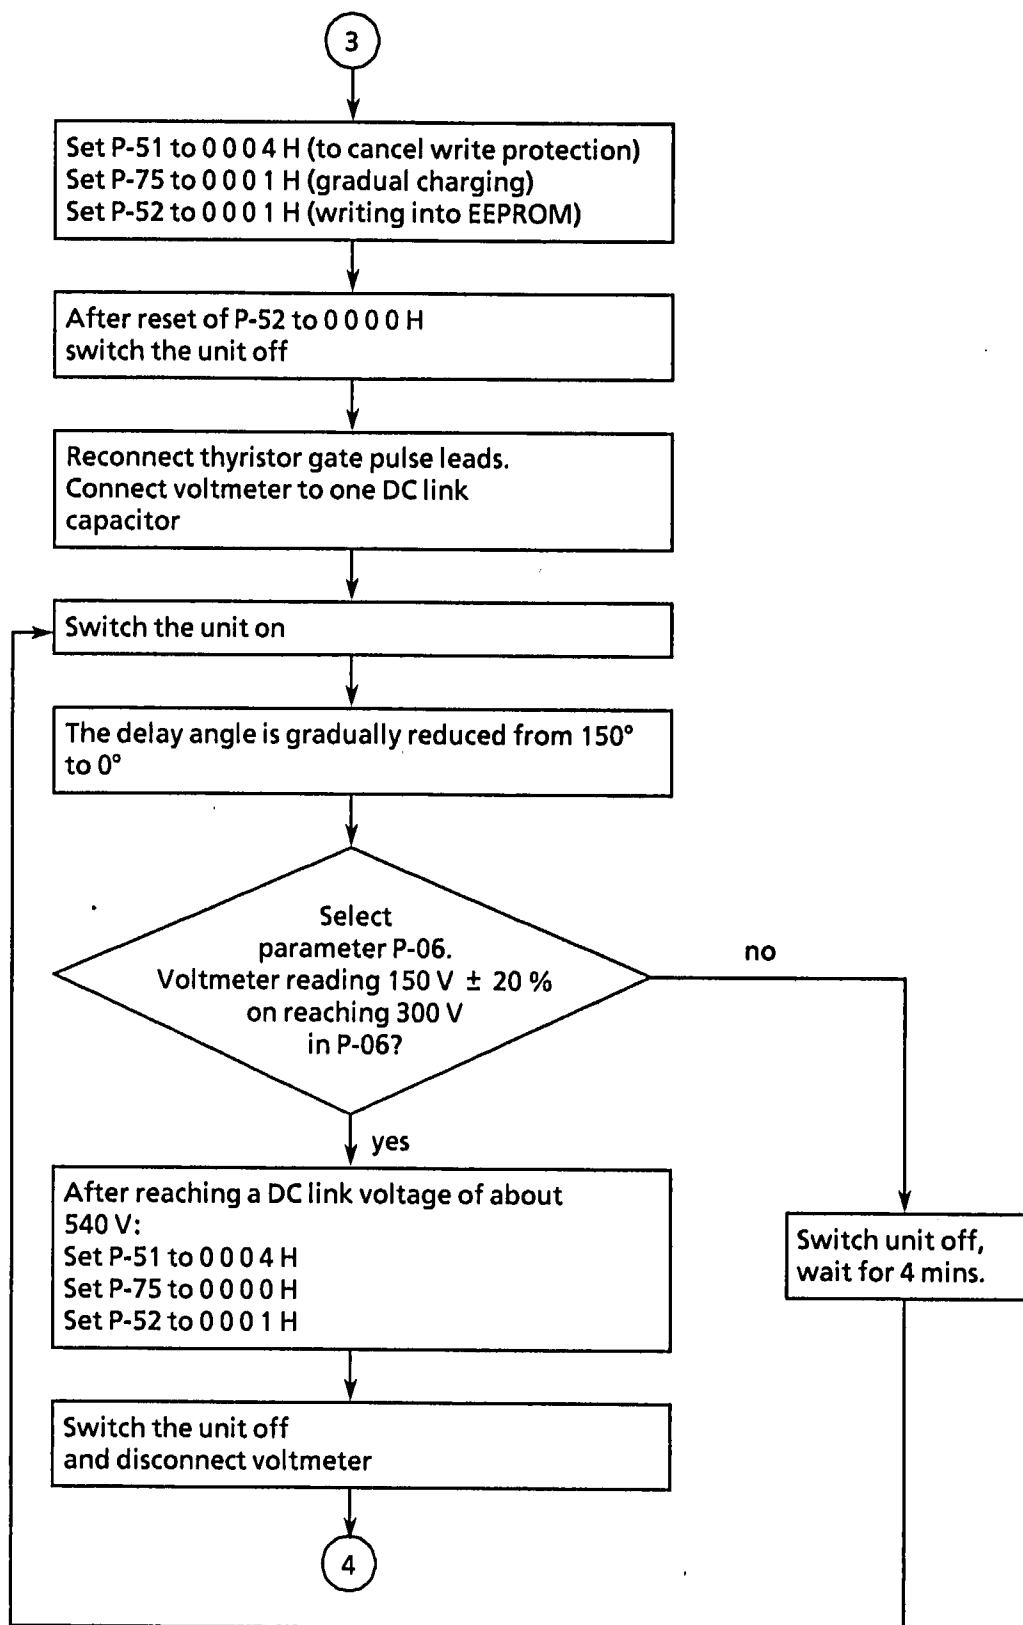 3
Set P-51 to 0 0 0 4 H (to cancel write protection)
Set P-75 to 0 0 0 1 H (gradual charging)
Set P-52 to 0 0 0 1 H (writing into EEPROM)
After reset of P-52 to 0 0 0 0 H
switch the unit off
Reconnect thyristor gate pulse leads.
Connect voltmeter to one DC link
capacitor
Switch the unit on
The delay angle is gradually reduced from 150°
to 0°
Select
parameter P-06.
Voltmeter reading 150 V ± 20 %
on reaching 300 V
in P-06?
no
yes
After reaching a DC link voltage of about
540 V:
Set P-51 to 0 0 0 4 H
Set P-75 to 0 0 0 0 H
Set P-52 to 0 0 0 1 H
Switch unit off,
wait for 4 mins.
Switch the unit off
and disconnect voltmeter
4